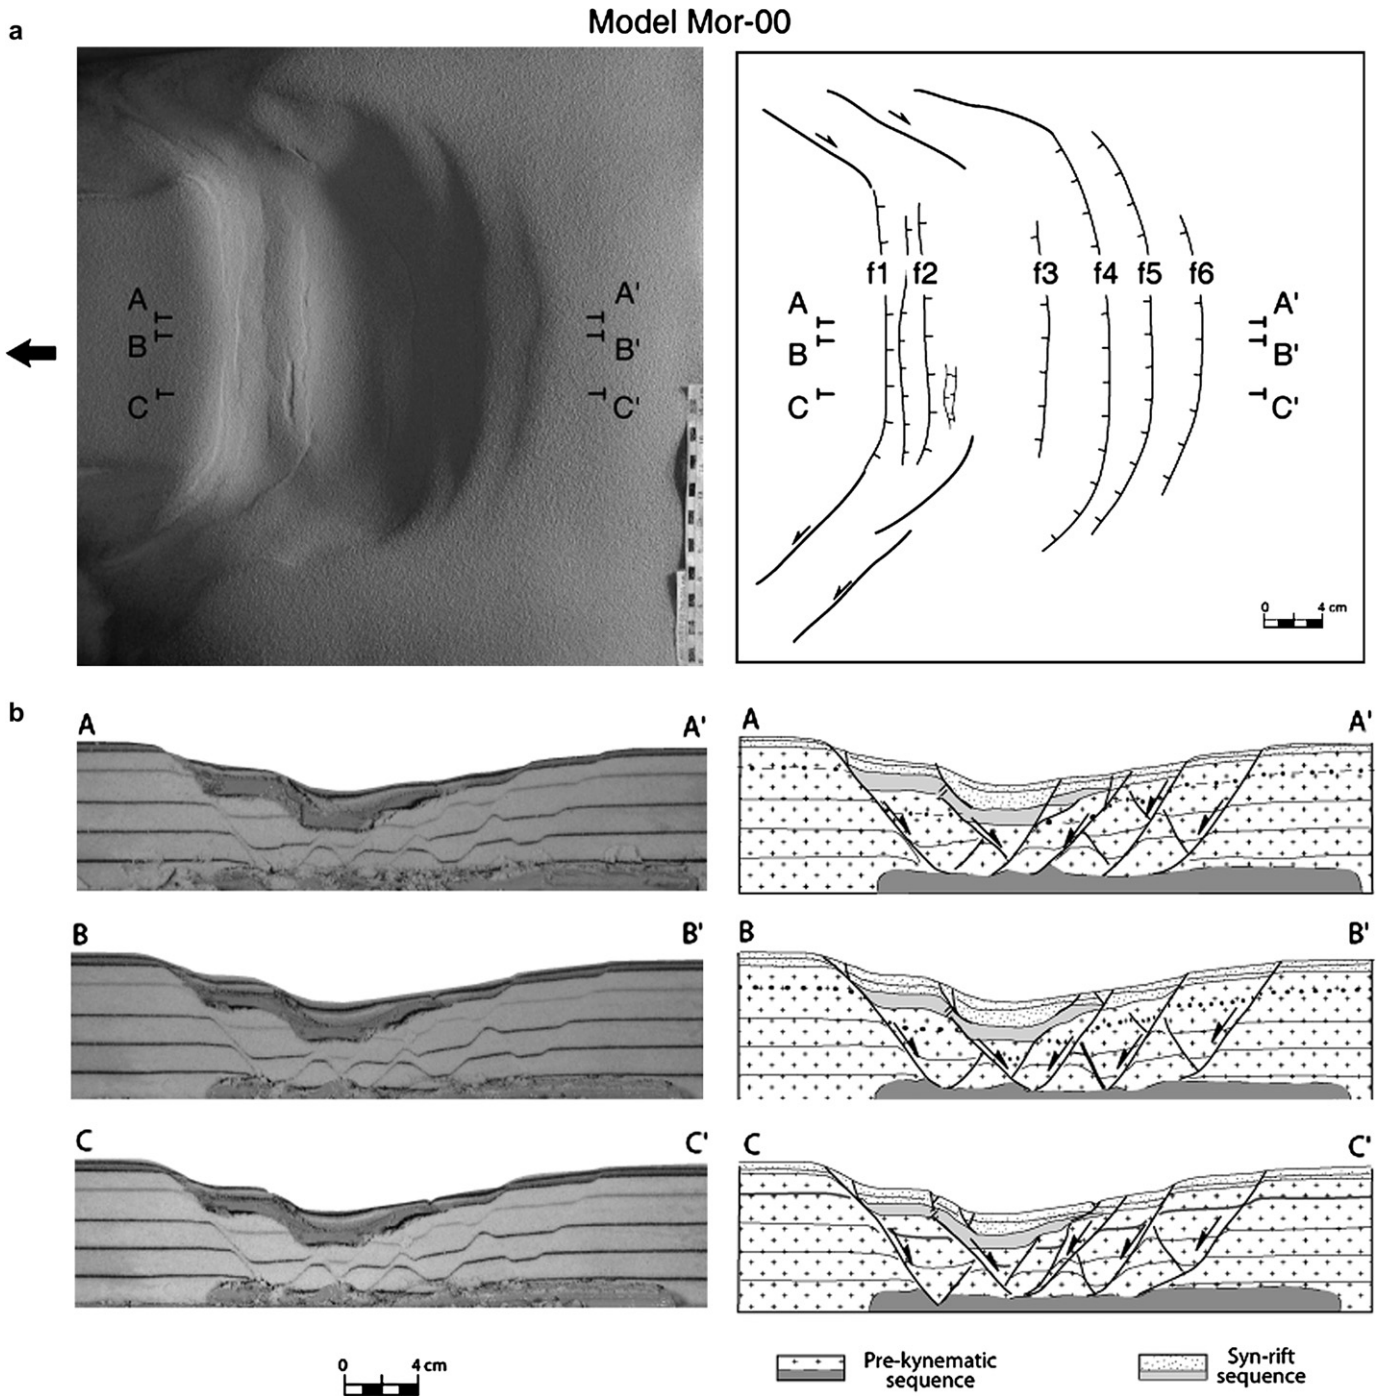 Model Mor-00
a
A
B
C
A'
B'
C'
f1 f2 f3 f4 f5 f6
A
B
C
A'
B'
C'
0 4 cm
b
A A'
A A'
B B'
B B'
C C'
C C'
0 4 cm
Pre-kynematic
sequence
Syn-rift
sequence